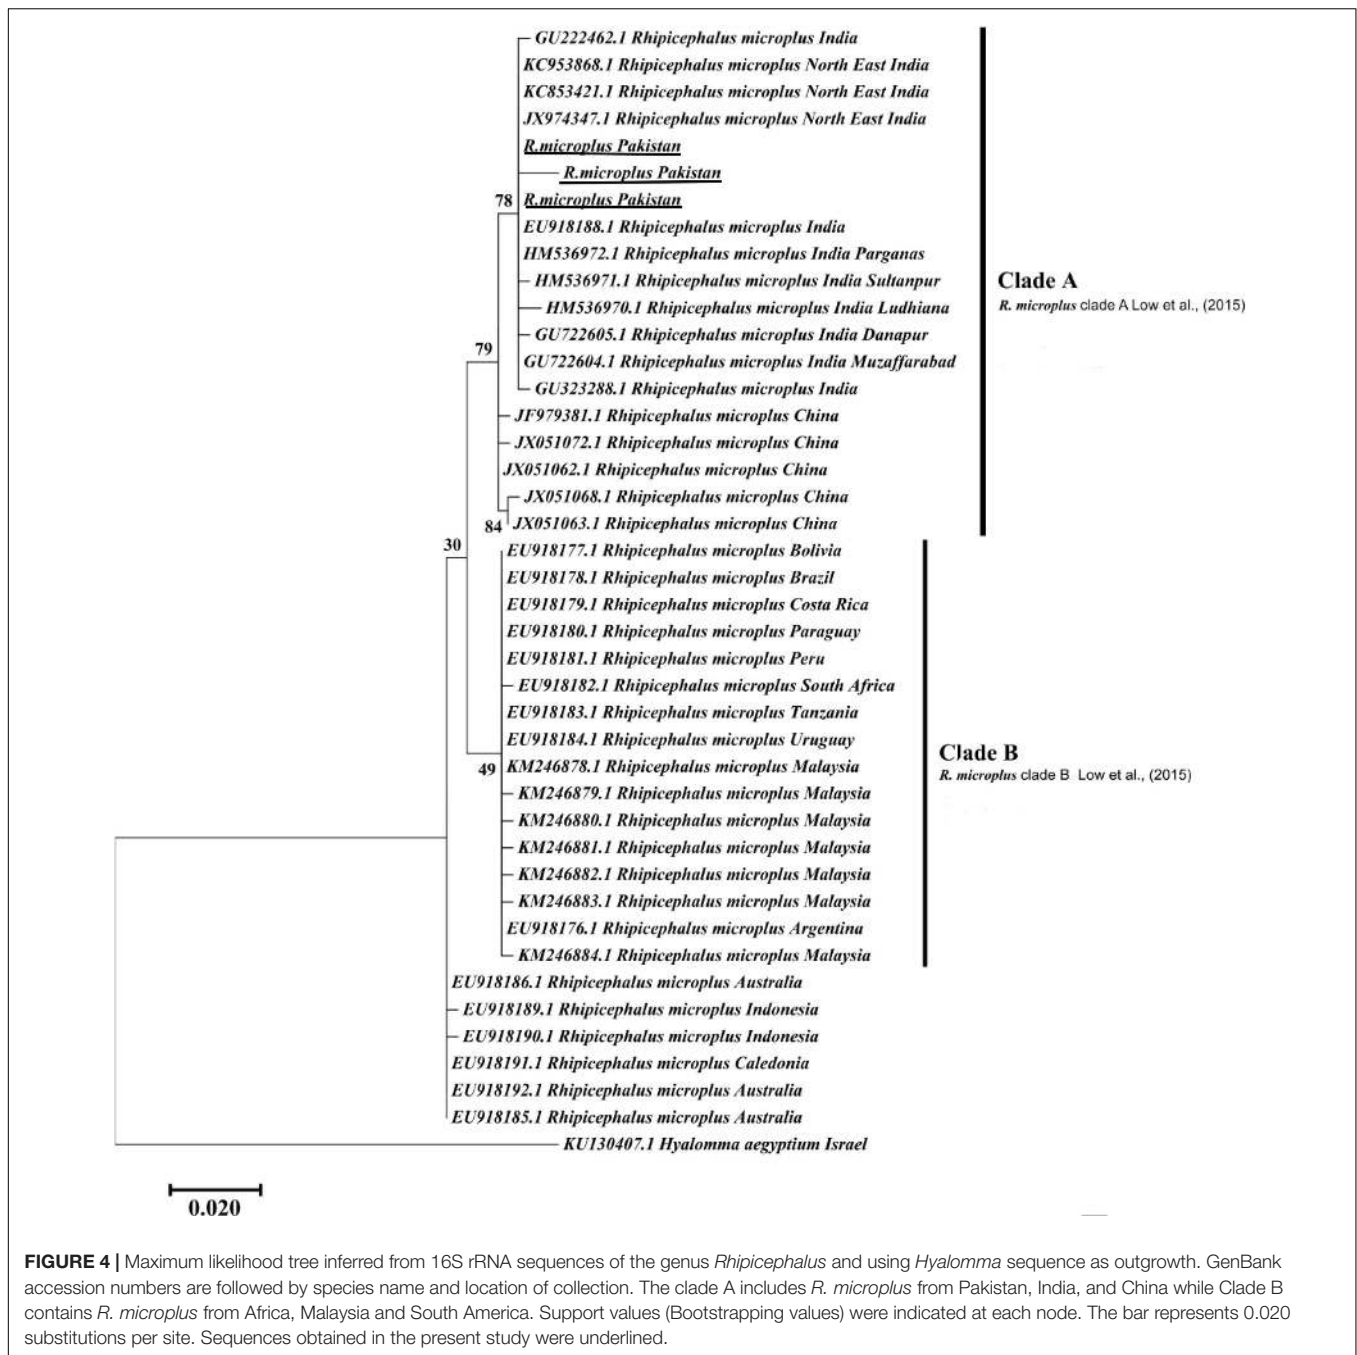 GU222462.1 Rhipicephalus microplus India
KC953868.1 Rhipicephalus microplus North East India
KC853421.1 Rhipicephalus microplus North East India
JX974347.1 Rhipicephalus microplus North East India
R.microplus Pakistan
R.microplus Pakistan
78
R.microplus Pakistan
EU918188.1 Rhipicephalus microplus India
HM536972.1 Rhipicephalus microplus India Parganas
HM536971.1 Rhipicephalus microplus India Sultanpur
HM536970.1 Rhipicephalus microplus India Ludhiana
GU722605.1 Rhipicephalus microplus India Danapur
79
GU722604.1 Rhipicephalus microplus India Muzaffarabad
GU323288.1 Rhipicephalus microplus India
JF979381.1 Rhipicephalus microplus China
JX051072.1 Rhipicephalus microplus China
JX051062.1 Rhipicephalus microplus China
JX051068.1 Rhipicephalus microplus China
84
JX051063.1 Rhipicephalus microplus China
Clade A
R. microplus clade A Low et al., (2015)
30
EU918177.1 Rhipicephalus microplus Bolivia
EU918178.1 Rhipicephalus microplus Brazil
EU918179.1 Rhipicephalus microplus Costa Rica
EU918180.1 Rhipicephalus microplus Paraguay
EU918181.1 Rhipicephalus microplus Peru
EU918182.1 Rhipicephalus microplus South Africa
EU918183.1 Rhipicephalus microplus Tanzania
EU918184.1 Rhipicephalus microplus Uruguay
49
KM246878.1 Rhipicephalus microplus Malaysia
KM246879.1 Rhipicephalus microplus Malaysia
KM246880.1 Rhipicephalus microplus Malaysia
KM246881.1 Rhipicephalus microplus Malaysia
KM246882.1 Rhipicephalus microplus Malaysia
KM246883.1 Rhipicephalus microplus Malaysia
EU918176.1 Rhipicephalus microplus Argentina
KM246884.1 Rhipicephalus microplus Malaysia
Clade B
R. microplus clade B Low et al., (2015)
EU918186.1 Rhipicephalus microplus Australia
EU918189.1 Rhipicephalus microplus Indonesia
EU918190.1 Rhipicephalus microplus Indonesia
EU918191.1 Rhipicephalus microplus Caledonia
EU918192.1 Rhipicephalus microplus Australia
EU918185.1 Rhipicephalus microplus Australia
KU130407.1 Hyalomma aegyptium Israel
0.020
FIGURE 4 | Maximum likelihood tree inferred from 16S rRNA sequences of the genus Rhipicephalus and using Hyalomma sequence as outgrowth. GenBank
accession numbers are followed by species name and location of collection. The clade A includes R. microplus from Pakistan, India, and China while Clade B
contains R. microplus from Africa, Malaysia and South America. Support values (Bootstrapping values) were indicated at each node. The bar represents 0.020
substitutions per site. Sequences obtained in the present study were underlined.